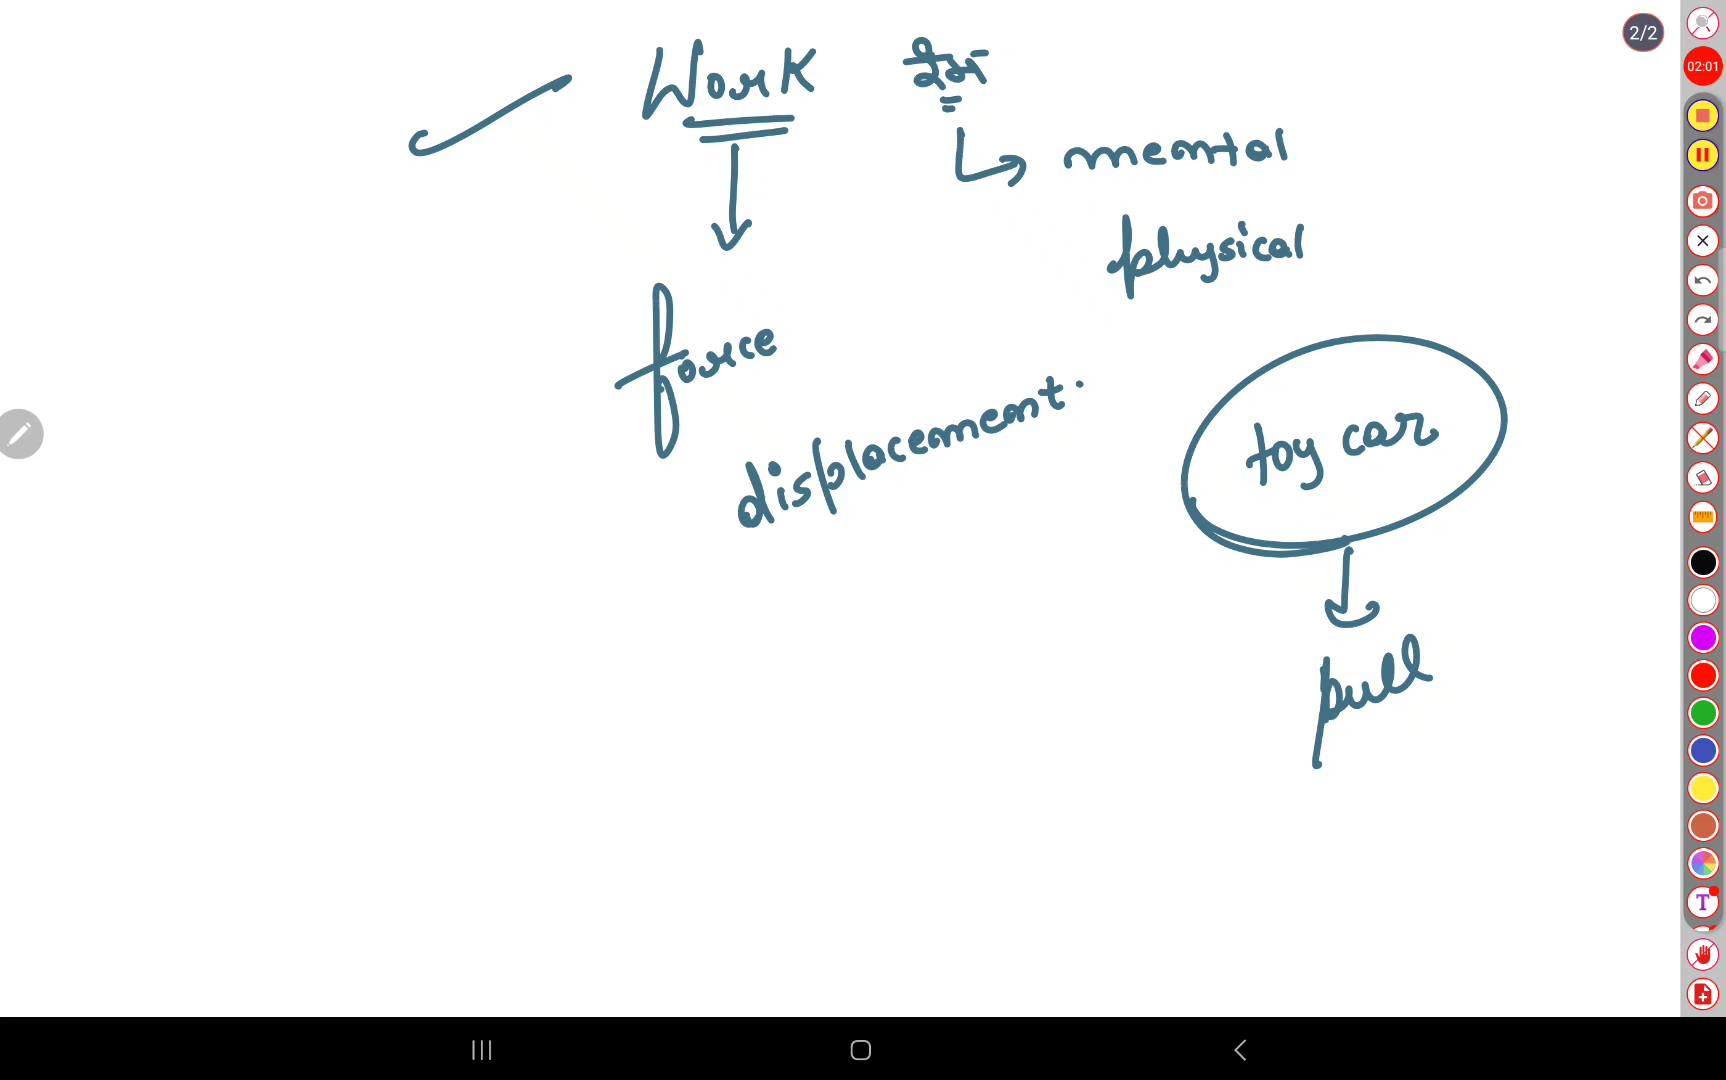 Work
mental
physical
force
displacement.
toy car
pull
2/2
02:01
T